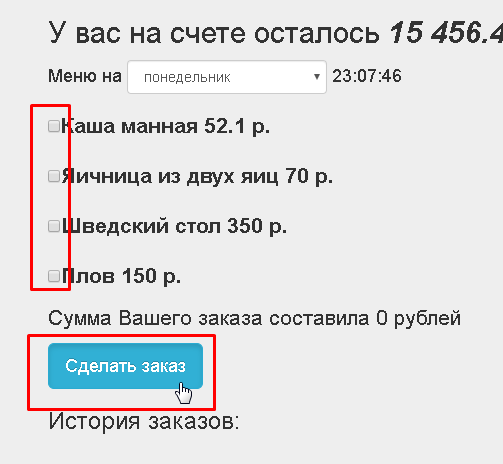 У вас на счете осталось 15 456.4
Меню на понедельник 23:07:46
Каша манная 52.1 р.
Яичница из двух яиц 70 р.
Шведский стол 350 р.
Плов 150 р.
Сумма Вашего заказа составила 0 рублей
Сделать заказ
История заказов: